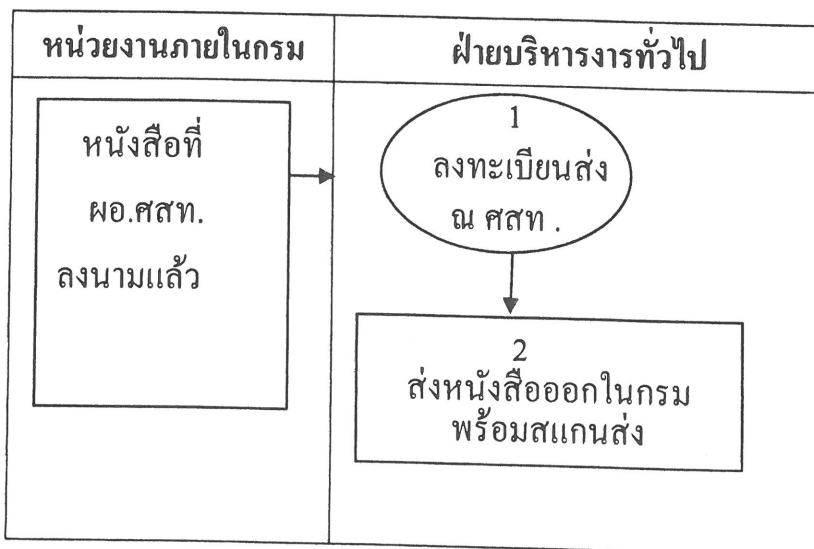 หน่วยงานภายในกรม
ฝ่ายบริหารงารทั่วไป
หนังสือที่
ผอ.ศสท.
ลงนามแล้ว
1
ลงทะเบียนส่ง
ณ ศสท .
2
ส่งหนังสือออกในกรม
พร้อมสแกนส่ง